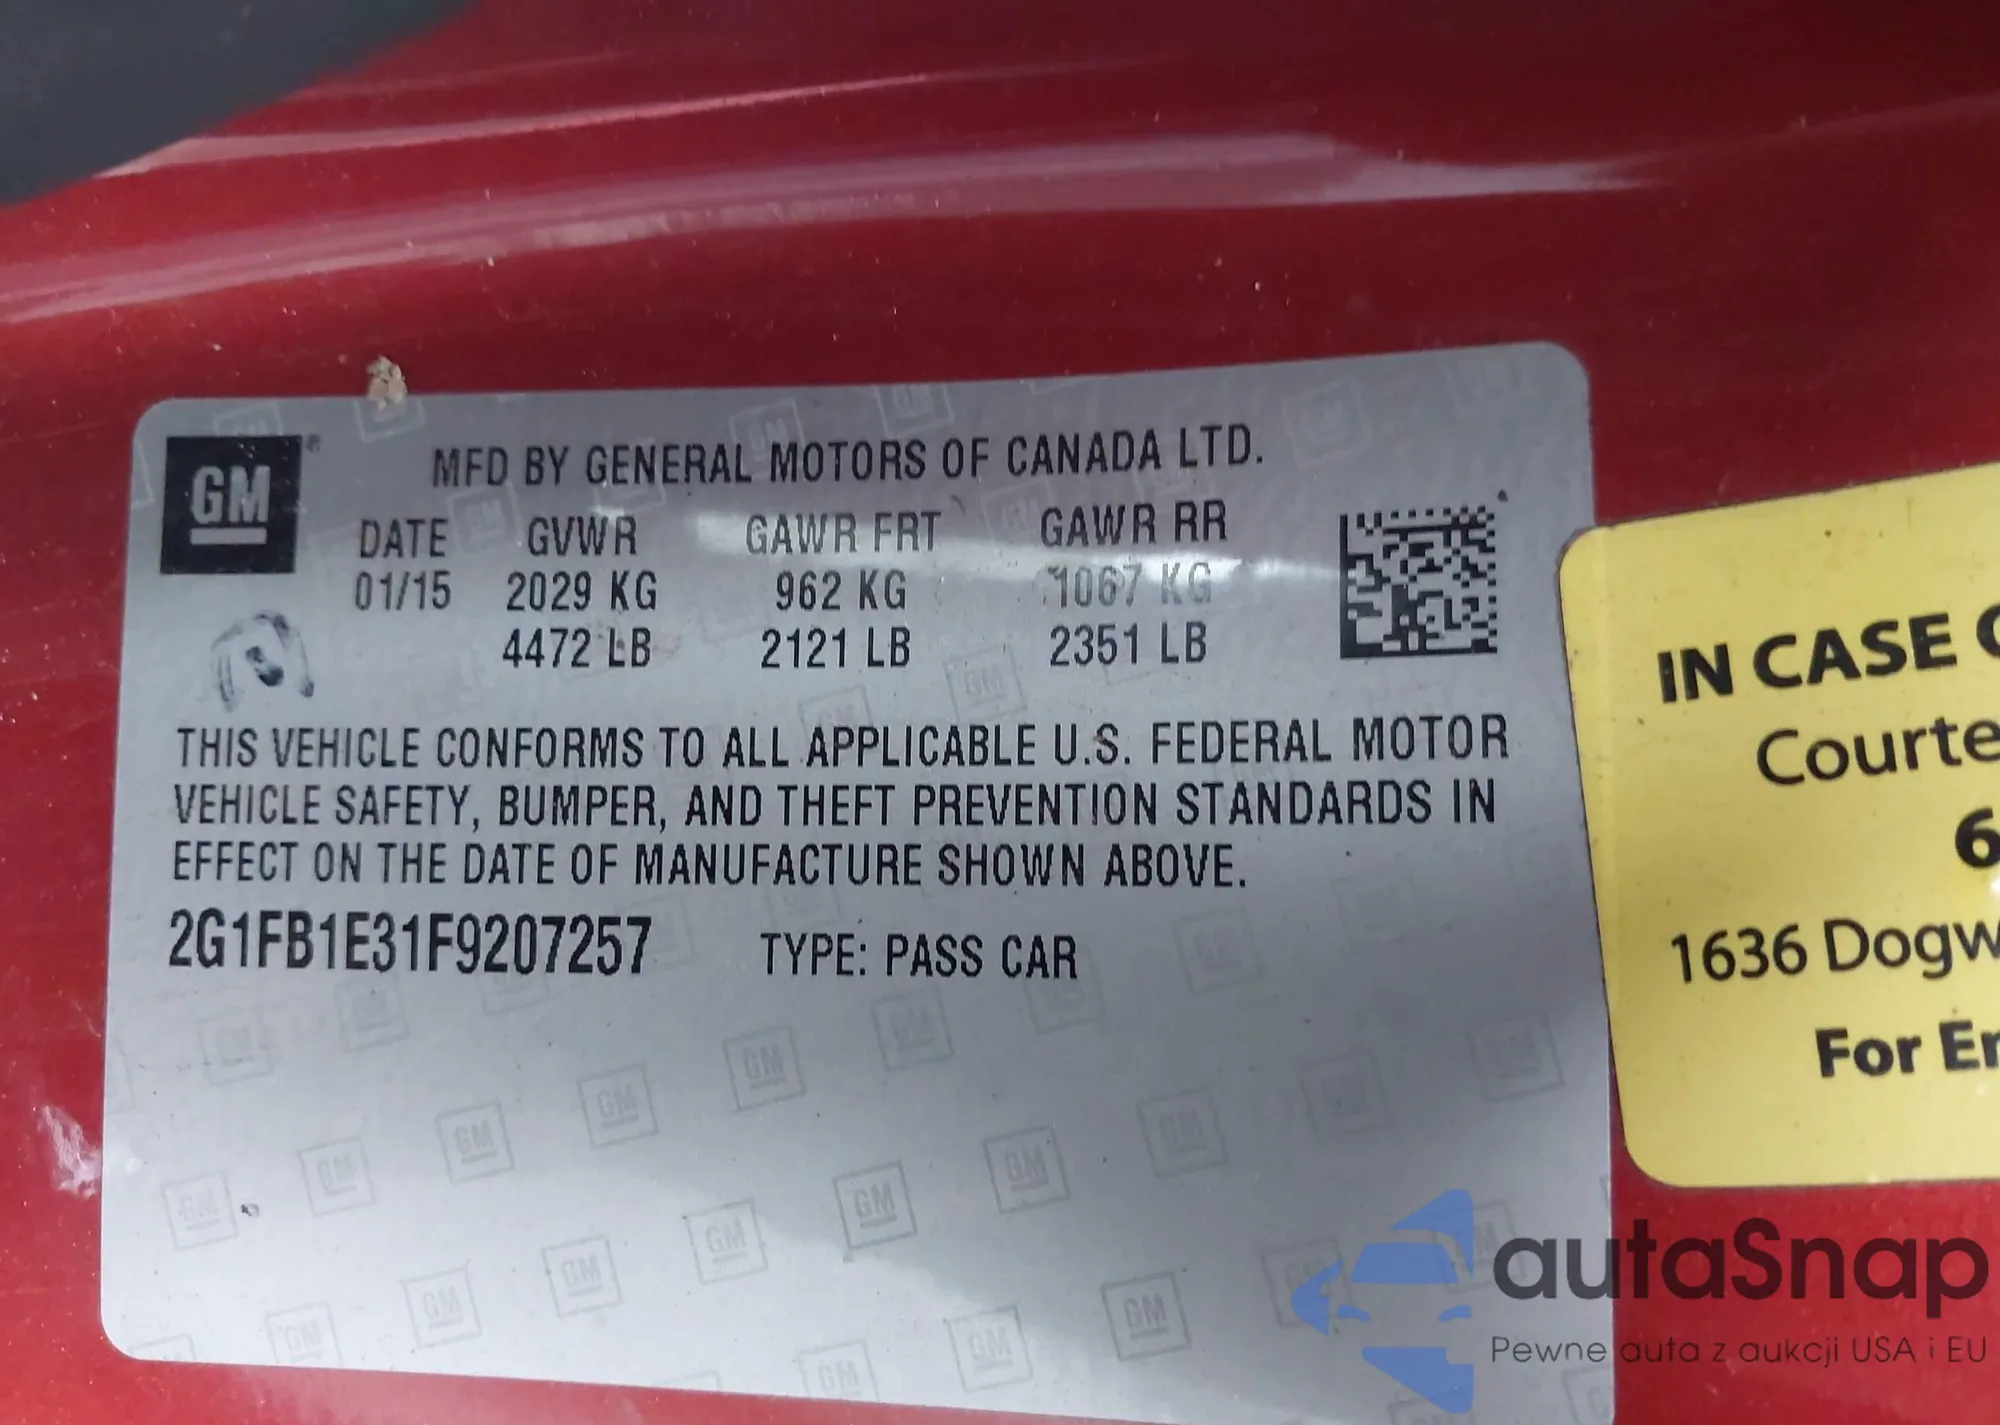 GM
MFD BY GENERAL MOTORS OF CANADA LTD.
DATE GVWR GAWR FRT GAWR RR
01/15 2029 KG 962 KG 1067 KG
4472 LB 2121 LB 2351 LB
THIS VEHICLE CONFORMS TO ALL APPLICABLE U.S. FEDERAL MOTOR
VEHICLE SAFETY, BUMPER, AND THEFT PREVENTION STANDARDS IN
EFFECT ON THE DATE OF MANUFACTURE SHOWN ABOVE.
2G1FB1E31F9207257 TYPE: PASS CAR
IN CASE
Courte
6
1636 Dogw
For
autaSnap
Pewne auta z aukcji USA i EU